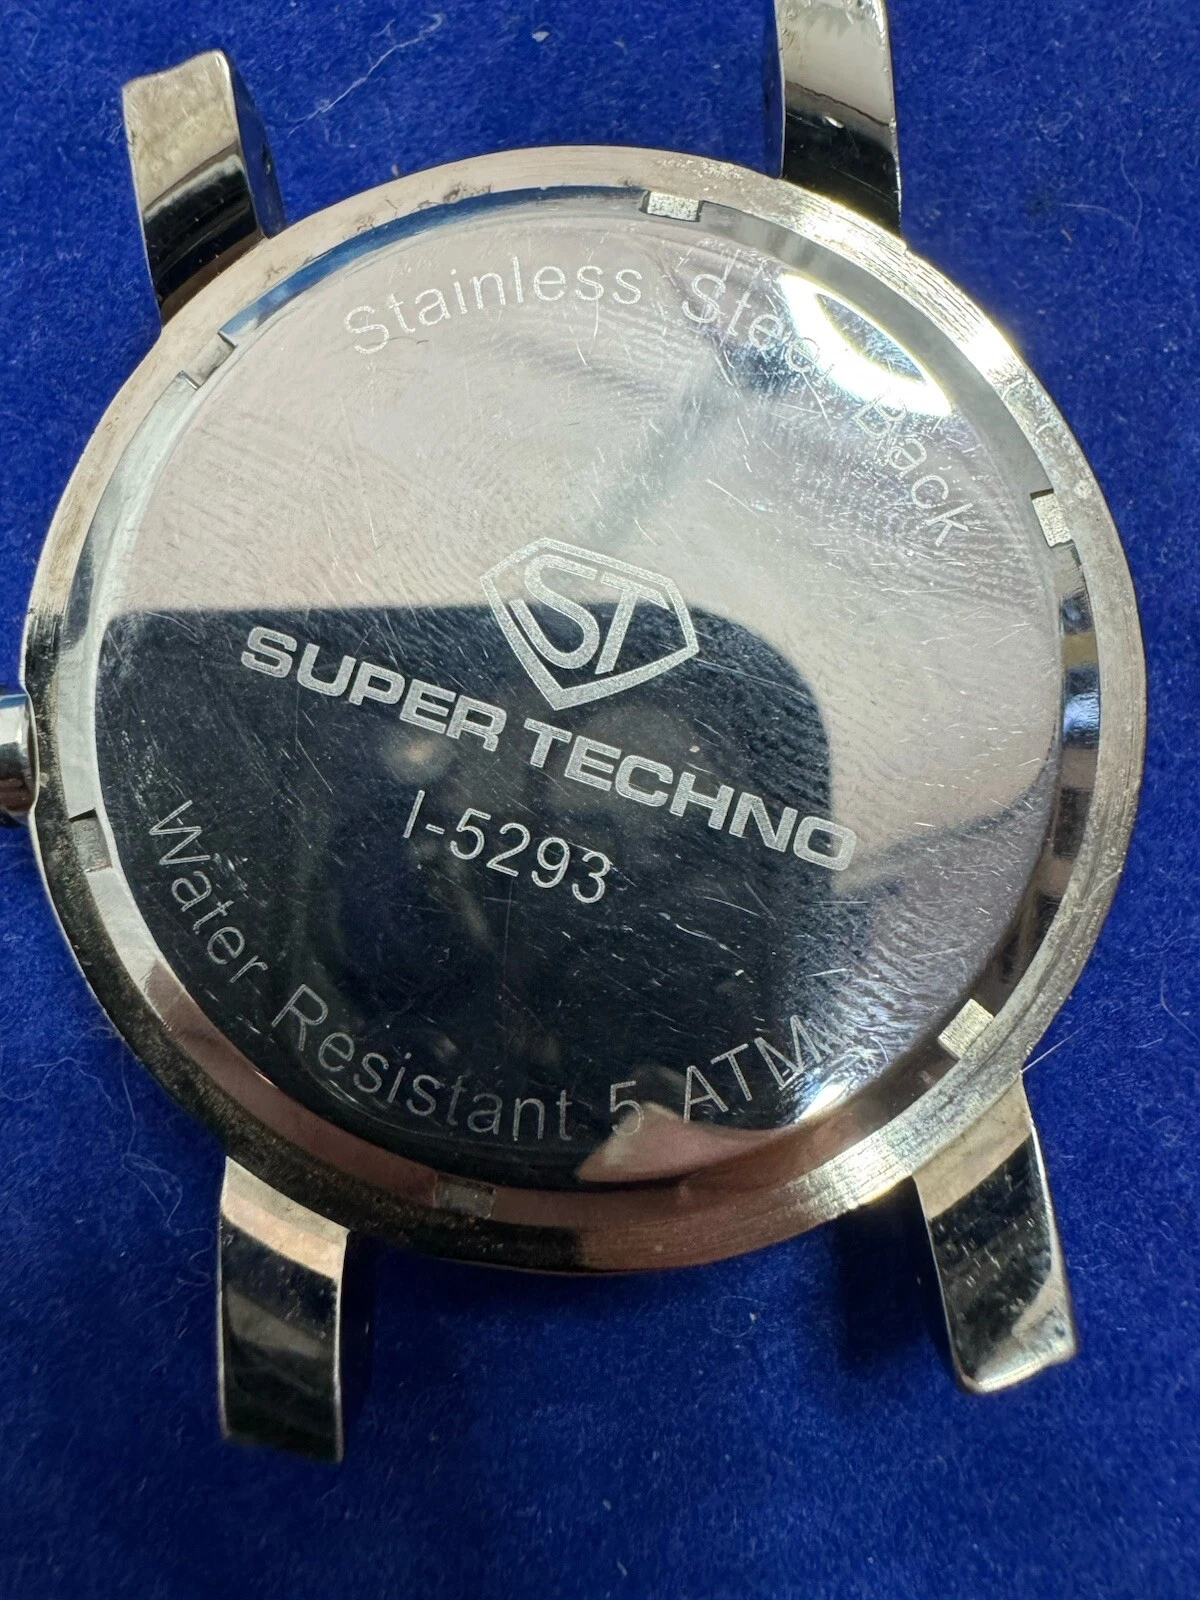 Stainless Steel Back
ST
SUPER TECHNO
I-5293
Water Resistant 5 ATM